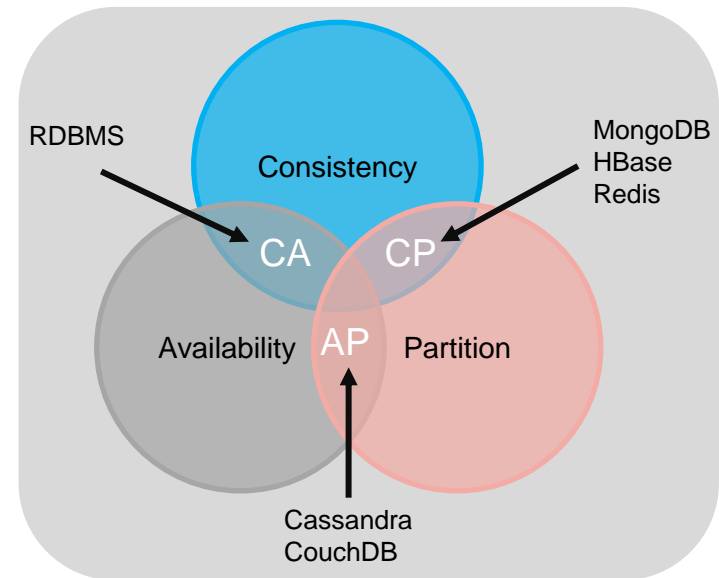 RDBMS
MongoDB
HBase
Redis
Consistency
CA
CP
Availability
AP
Partition
Cassandra
CouchDB